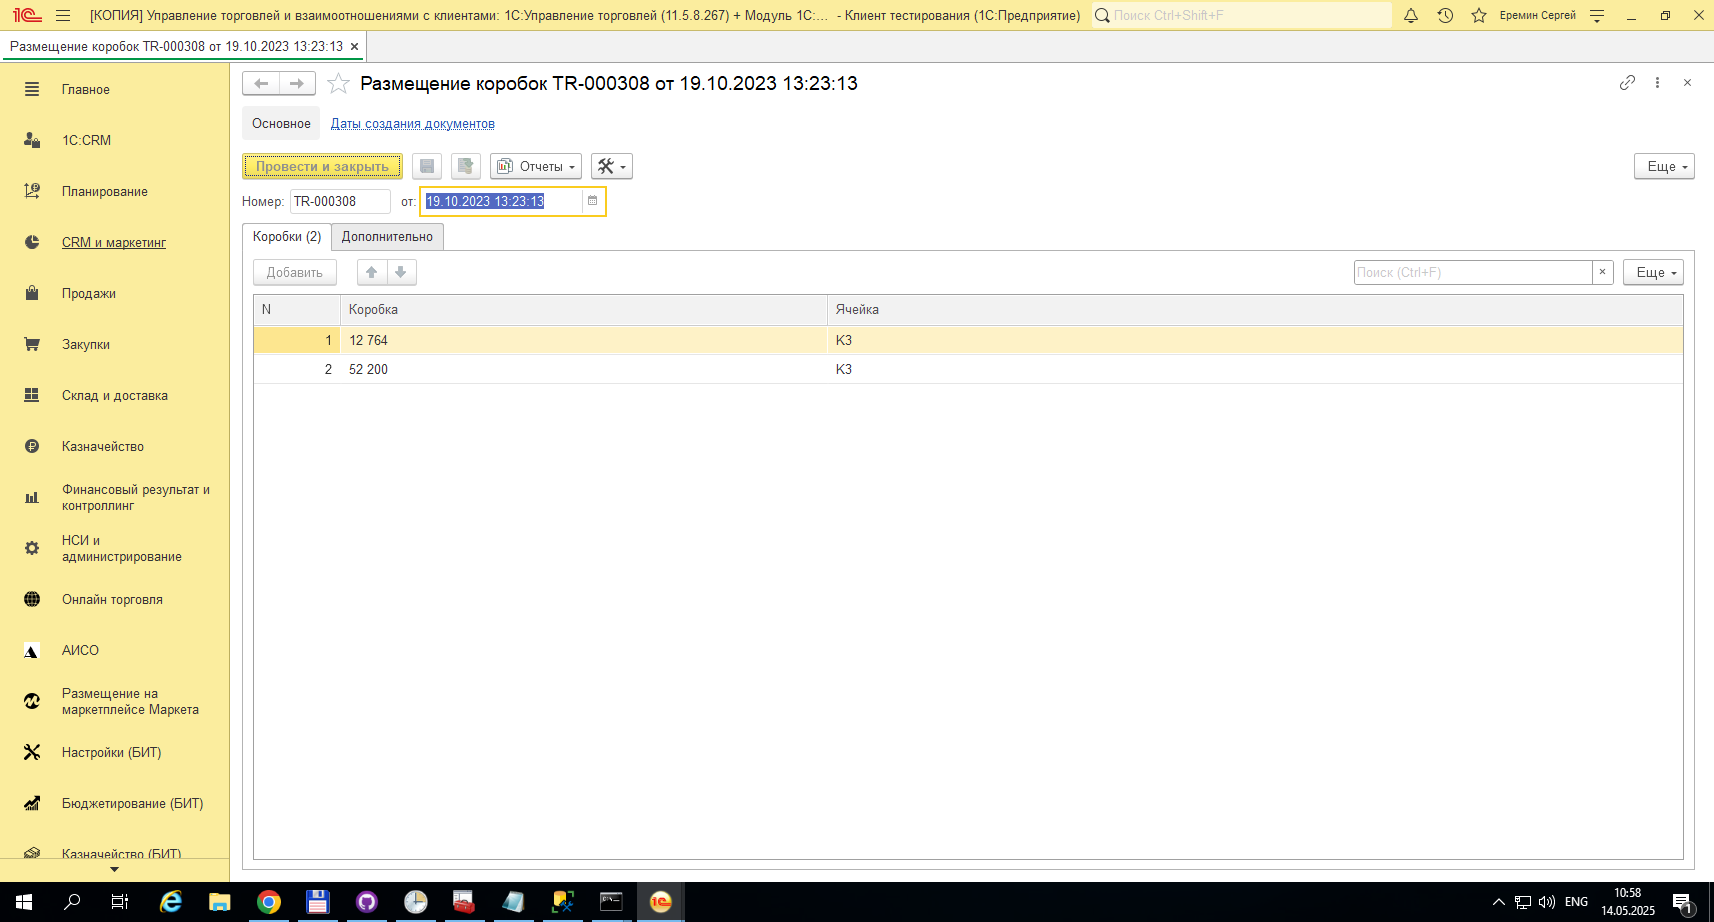 [КОПИЯ] Управление торговлей и взаимоотношениями с клиентами: 1С:Управление торговлей (11.5.8.267) + Модуль 1С:... - Клиент тестирования (1С:Предприятие)
Поиск Ctrl+Shift+F
Еремин Сергей
Размещение коробок TR-000308 от 19.10.2023 13:23:13
Главное
1С:CRM
Планирование
CRM и маркетинг
Продажи
Закупки
Склад и доставка
Казначейство
Финансовый результат и
контроллинг
НСИ и
администрирование
Онлайн торговля
АИСО
Размещение на
маркетплейсе Маркета
Настройки (БИТ)
Бюджетирование (БИТ)
Казначейство (БИТ)
Размещение коробок TR-000308 от 19.10.2023 13:23:13
Основное Даты создания документов
Провести и закрыть Отчеты Еще
Номер: TR-000308 от: 19.10.2023 13:23:13
Коробки (2) Дополнительно
Добавить Поиск (Ctrl+F) × Еще
N Коробка Ячейка
1 12 764 К3
2 52 200 К3
ENG
10:58
14.05.2025
1